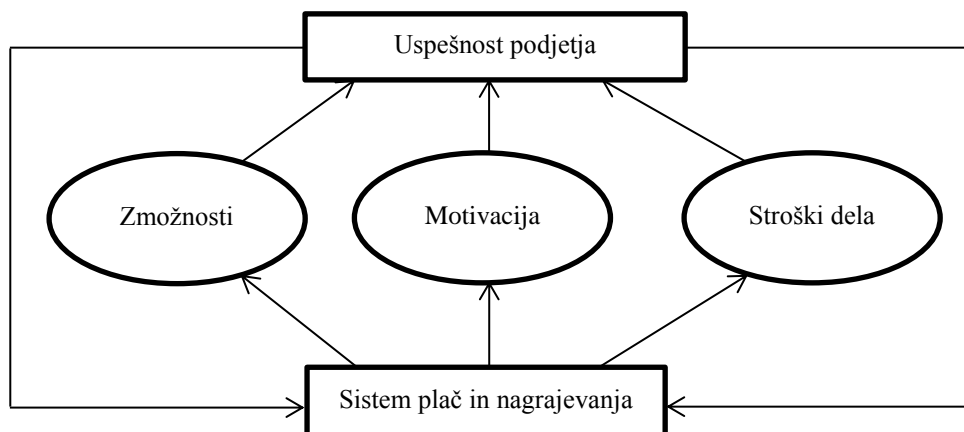 Uspešnost podjetja
Zmožnosti
Motivacija
Stroški dela
Sistem plač in nagrajevanja